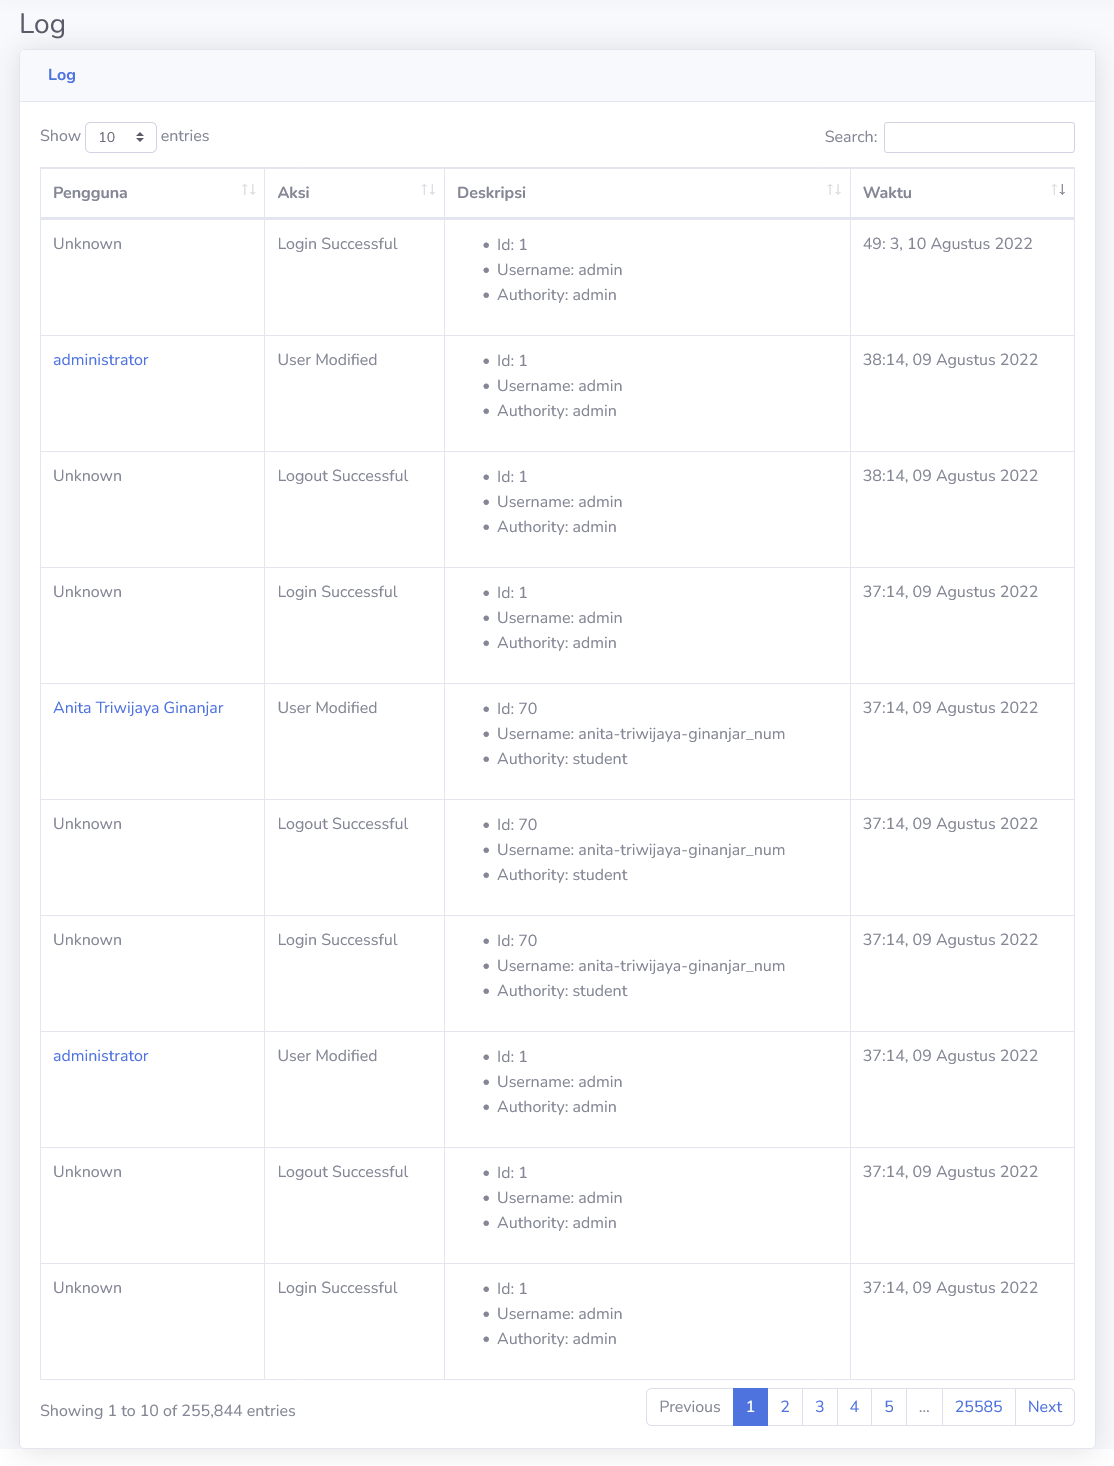 Log
Log
Show 10 entries Search:
Pengguna Aksi Deskripsi Waktu
Unknown Login Successful • Id: 1 49: 3, 10 Agustus 2022
• Username: admin
• Authority: admin
administrator User Modified • Id: 1 38:14, 09 Agustus 2022
• Username: admin
• Authority: admin
Unknown Logout Successful • Id: 1 38:14, 09 Agustus 2022
• Username: admin
• Authority: admin
Unknown Login Successful • Id: 1 37:14, 09 Agustus 2022
• Username: admin
• Authority: admin
Anita Triwijaya Ginanjar User Modified • Id: 70 37:14, 09 Agustus 2022
• Username: anita-triwijaya-ginanjar_num
• Authority: student
Unknown Logout Successful • Id: 70 37:14, 09 Agustus 2022
• Username: anita-triwijaya-ginanjar_num
• Authority: student
Unknown Login Successful • Id: 70 37:14, 09 Agustus 2022
• Username: anita-triwijaya-ginanjar_num
• Authority: student
administrator User Modified • Id: 1 37:14, 09 Agustus 2022
• Username: admin
• Authority: admin
Unknown Logout Successful • Id: 1 37:14, 09 Agustus 2022
• Username: admin
• Authority: admin
Unknown Login Successful • Id: 1 37:14, 09 Agustus 2022
• Username: admin
• Authority: admin
Showing 1 to 10 of 255,844 entries Previous 1 2 3 4 5 … 25585 Next